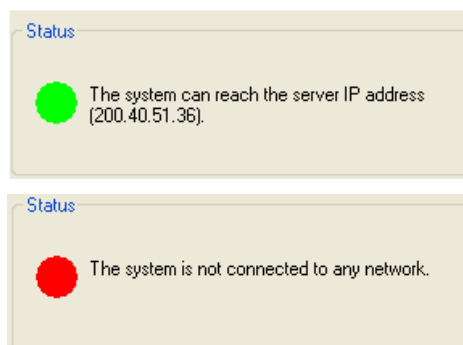 Status
The system can reach the server IP address
(200.40.51.36).
Status
The system is not connected to any network.